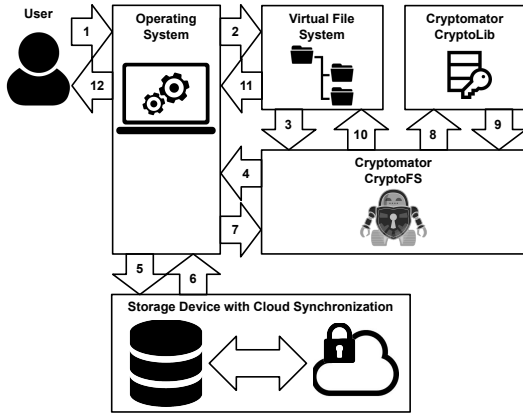 User
Operating
System
Virtual File
System
Cryptomator
CryptoLib
1
2
12
11
3
10
8
9
4
Cryptomator
CryptoFS
7
5
6
Storage Device with Cloud Synchronization